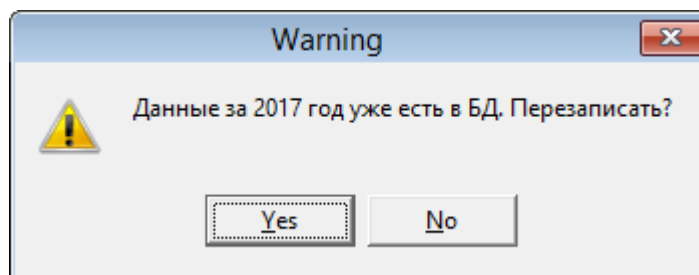 Warning
Данные за 2017 год уже есть в БД. Перезаписать?
Yes
No